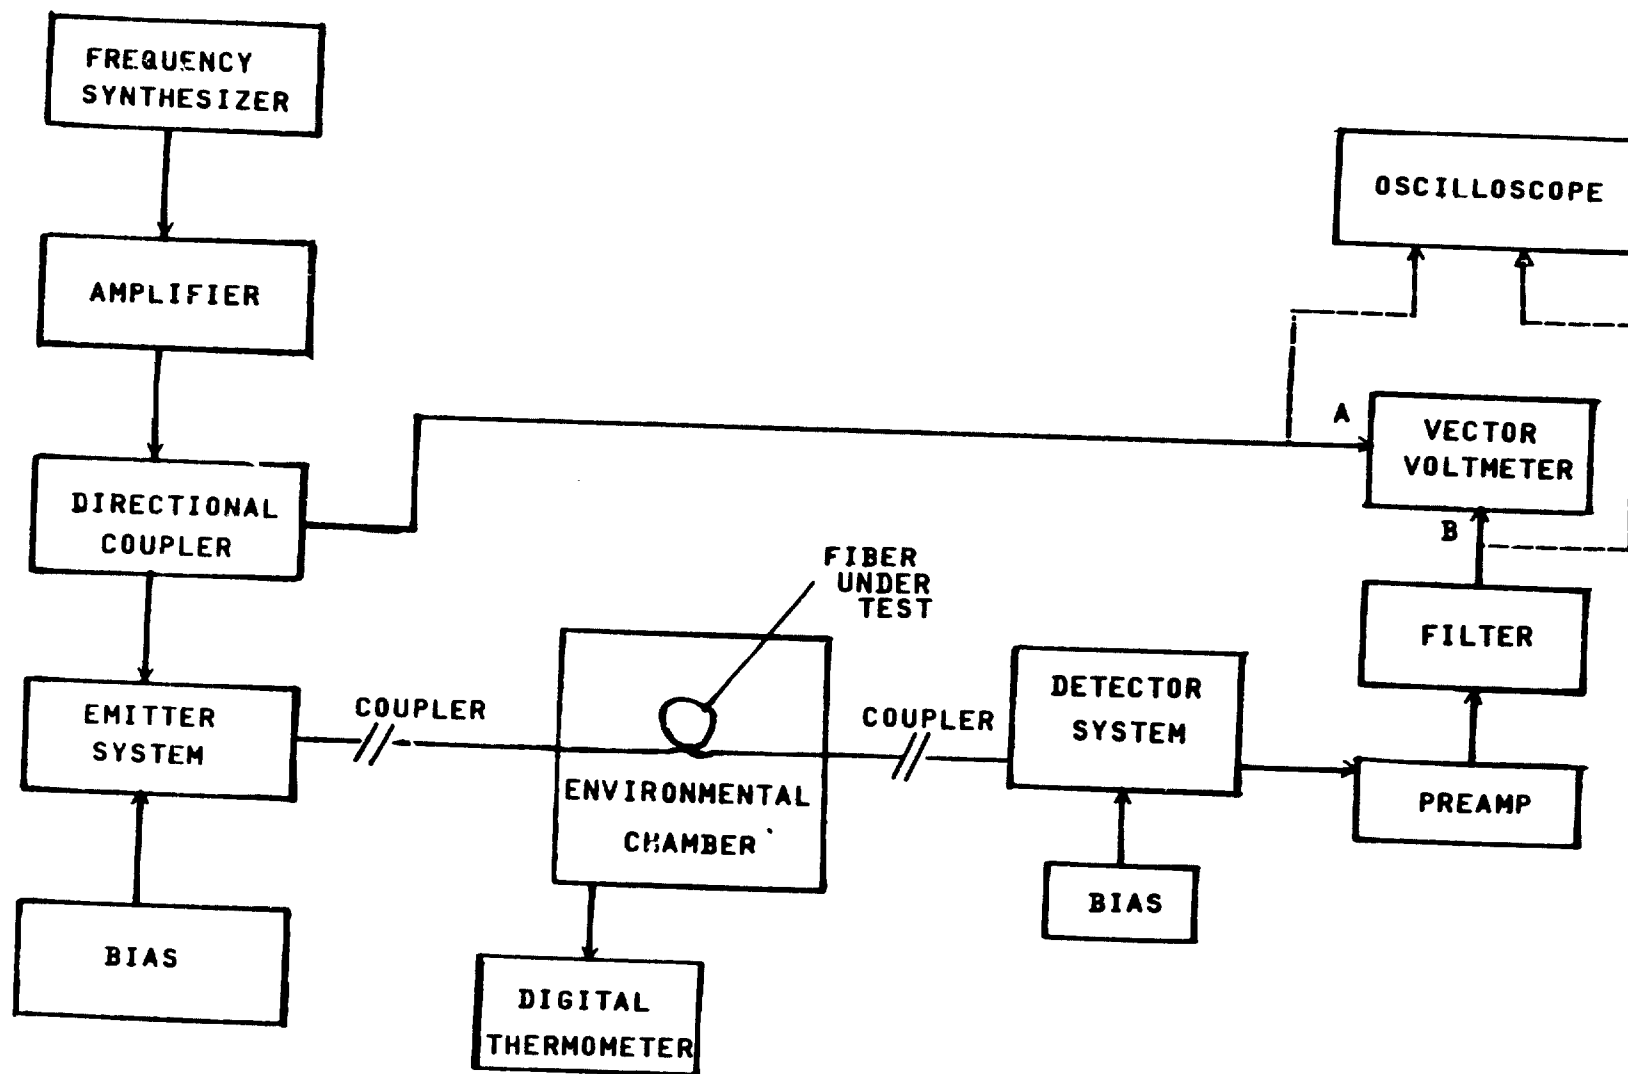 FREQUENCY
SYNTHESIZER
OSCILLOSCOPE
AMPLIFIER
A
VECTOR
VOLTMETER
DIRECTIONAL
COUPLER
B
FIBER
UNDER
TEST
FILTER
EMITTER
SYSTEM
COUPLER
COUPLER
DETECTOR
SYSTEM
ENVIRONMENTAL
CHAMBER
PREAMP
BIAS
BIAS
DIGITAL
THERMOMETER